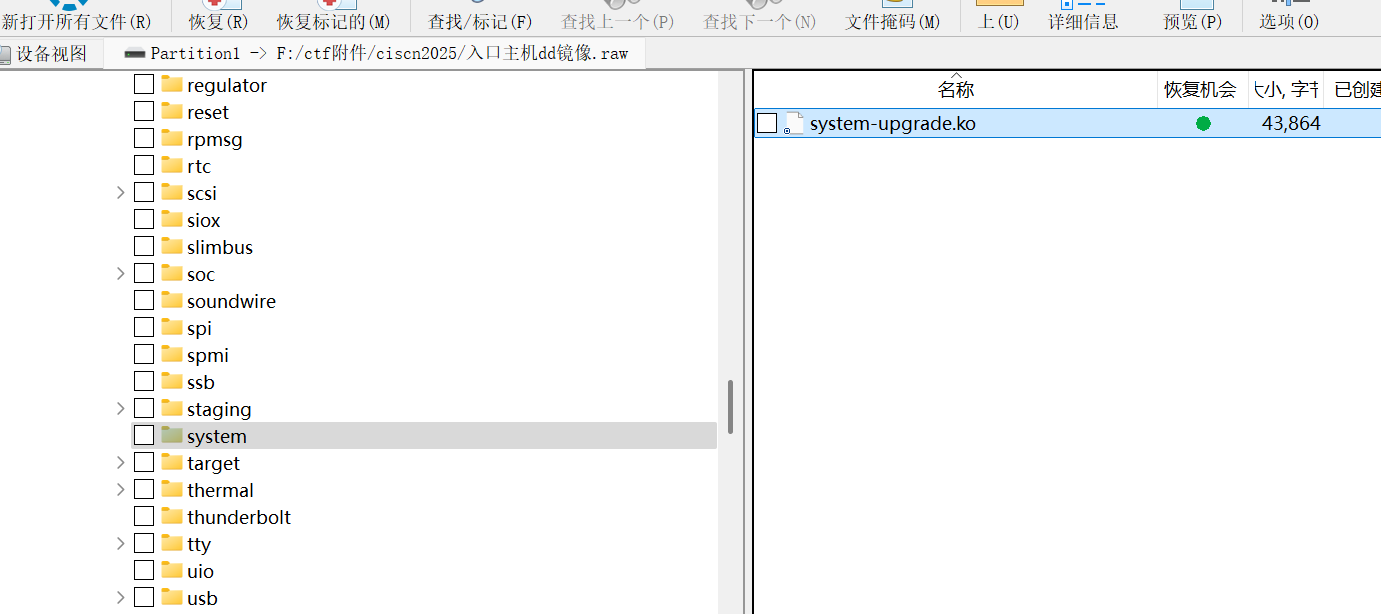 新打开所有文件(R) 恢复(R) 恢复标记的(M) 查找/标记(F) 查找上一个(P) 查找下一个(N) 文件掩码(M) 上(U) 详细信息 预览(P) 选项(O)
设备视图 Partition1 -> F:/ctf附件/ciscn2025/入口主机dd镜像.raw
regulator
reset
rpmsg
rtc
scsi
siox
slimbus
soc
soundwire
spi
spmi
ssb
staging
system
target
thermal
thunderbolt
tty
uio
usb
名称 恢复机会 大小, 字节 已创建
system-upgrade.ko 43,864